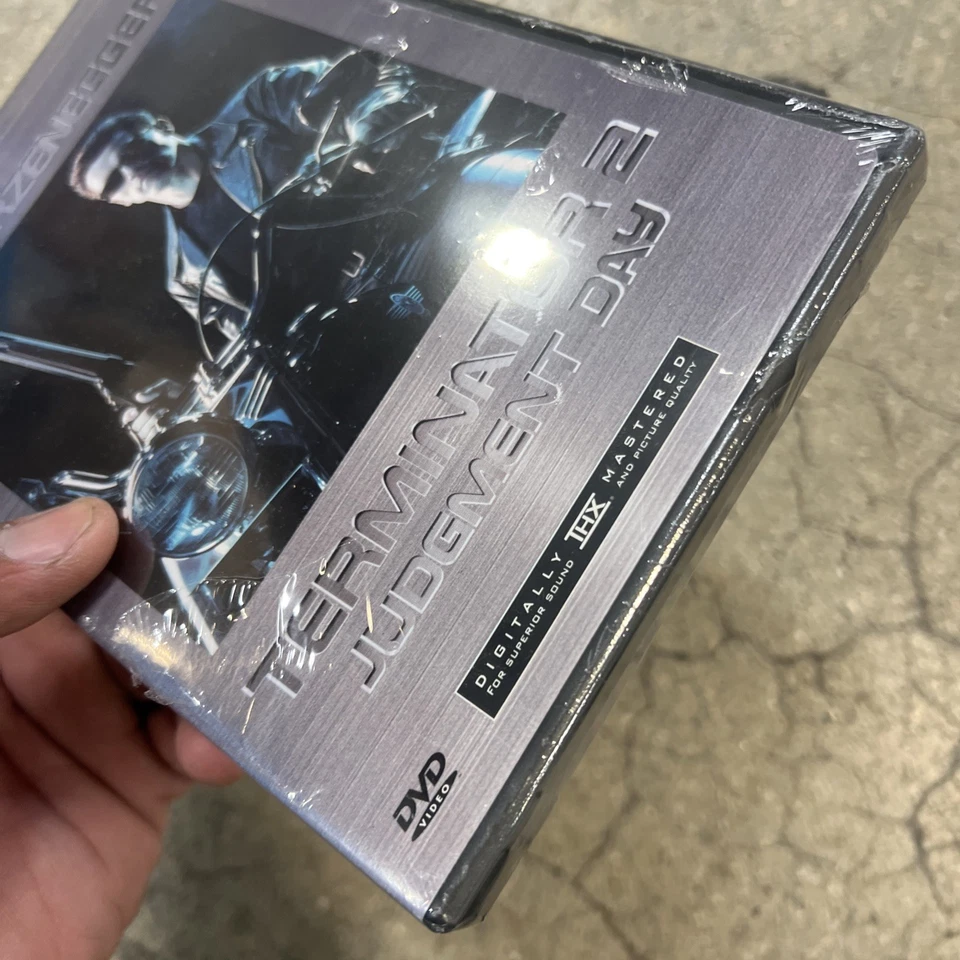 ZENEGGER
TERMINATOR 2
JUDGMENT DAY
DIGITALLY THX® MASTERED
FOR SUPERIOR SOUND AND PICTURE QUALITY
DVD
VIDEO